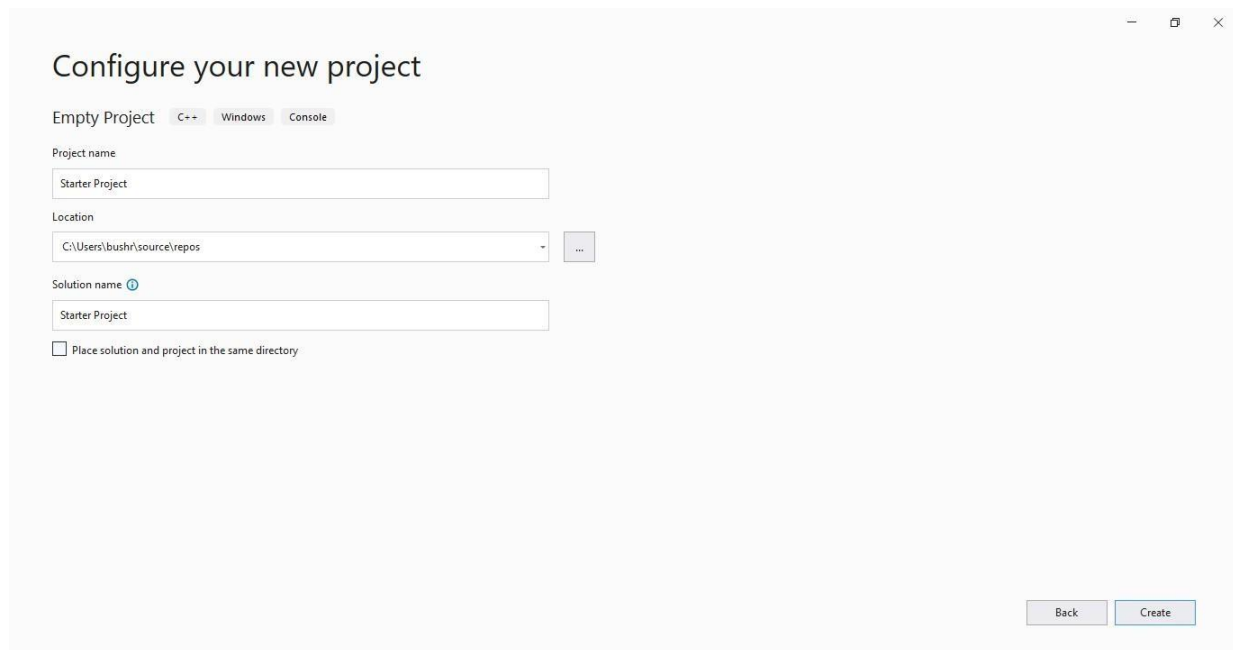 Configure your new project
Empty Project C++ Windows Console
Project name
Starter Project
Location
C:\Users\bushr\source\repos
...
Solution name
Starter Project
Place solution and project in the same directory
Back Create